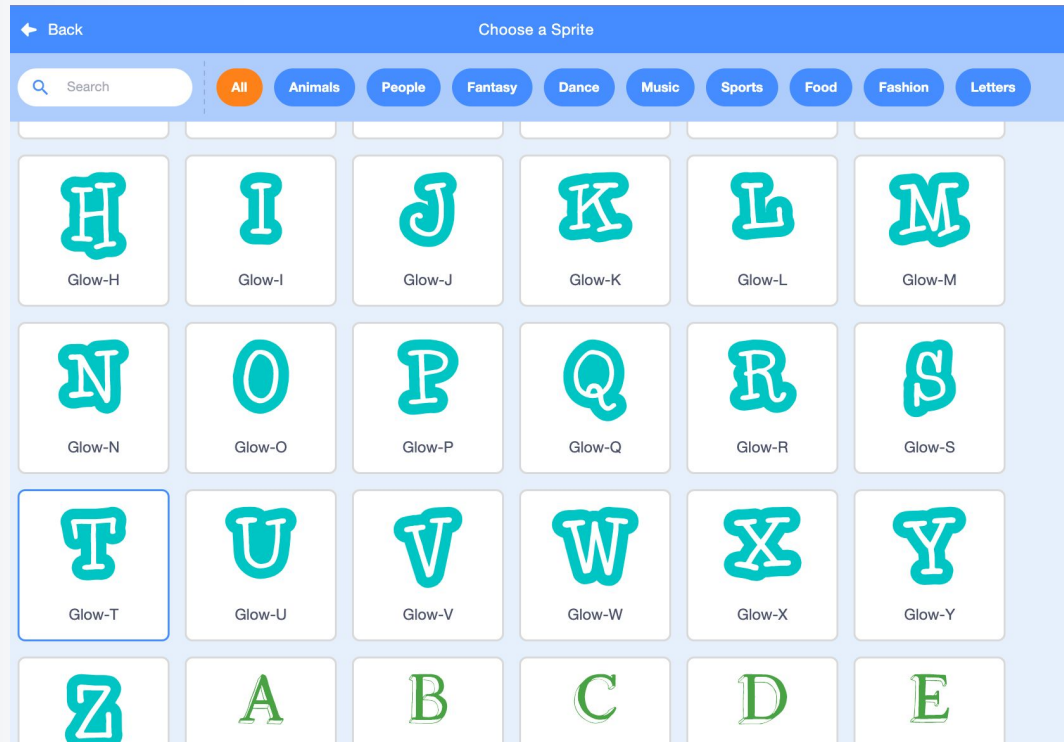 Back Choose a Sprite
Search All Animals People Fantasy Dance Music Sports Food Fashion Letters
H I J K L M
Glow-H Glow-I Glow-J Glow-K Glow-L Glow-M
N O P Q R S
Glow-N Glow-O Glow-P Glow-Q Glow-R Glow-S
T U V W X Y
Glow-T Glow-U Glow-V Glow-W Glow-X Glow-Y
Z A B C D E